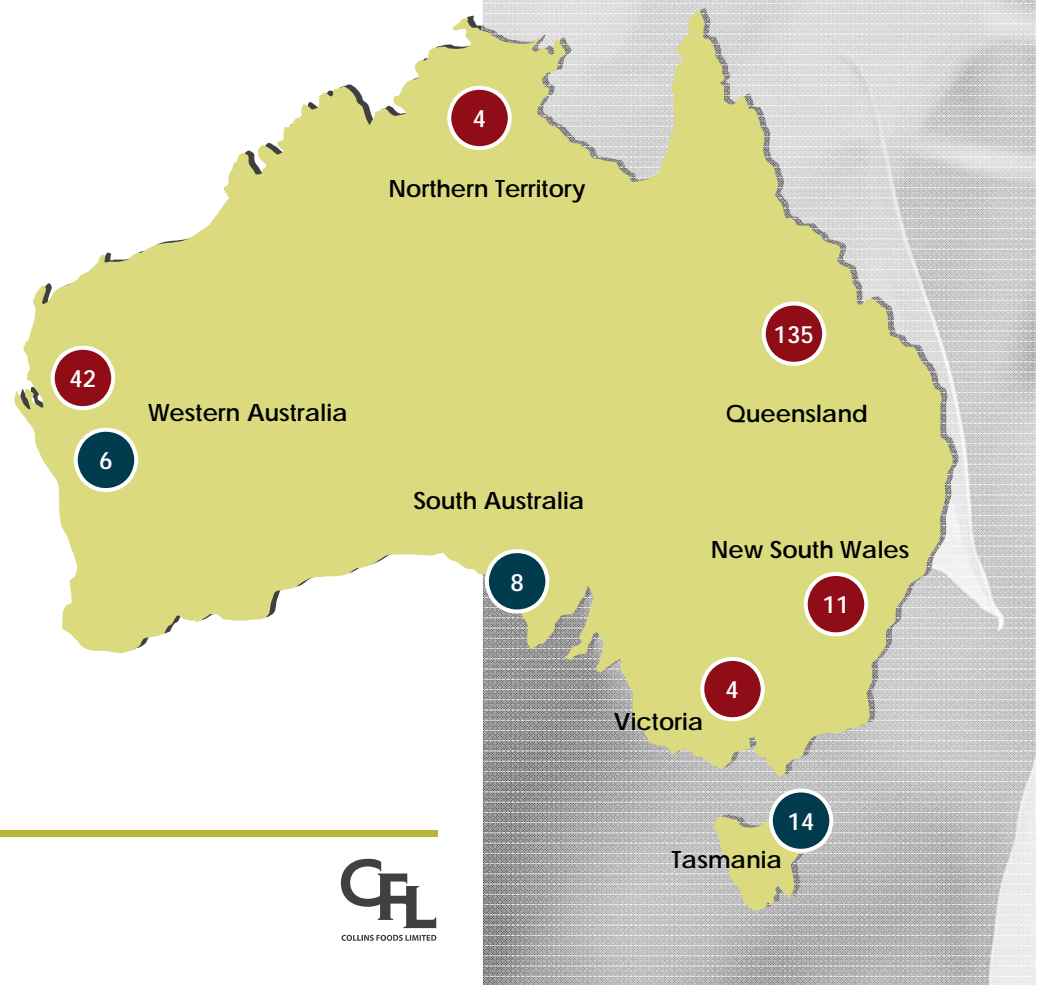 4
Northern Territory
135
42
Western Australia
Queensland
6
South Australia
New South Wales
8
11
4
Victoria
14
Tasmania
CFL
COLLINS FOODS LIMITED